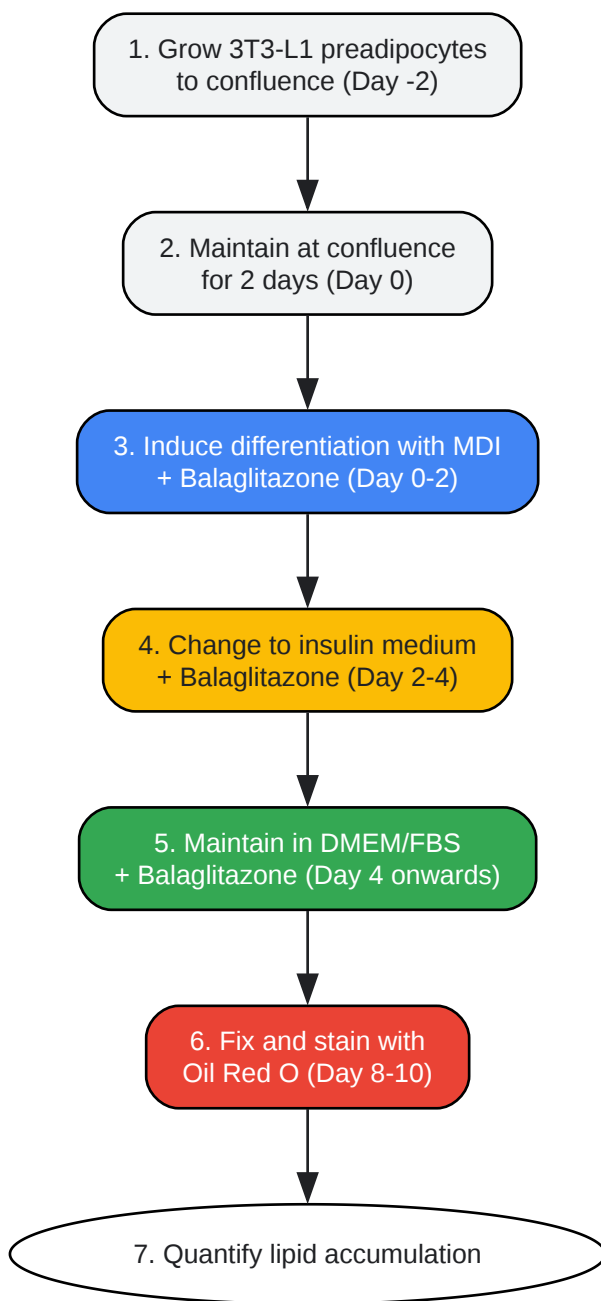 1. Grow 3T3-L1 preadipocytes
to confluence (Day -2)
2. Maintain at confluence
for 2 days (Day 0)
3. Induce differentiation with MDI
+ Balaglitazone (Day 0-2)
4. Change to insulin medium
+ Balaglitazone (Day 2-4)
5. Maintain in DMEM/FBS
+ Balaglitazone (Day 4 onwards)
6. Fix and stain with
Oil Red O (Day 8-10)
7. Quantify lipid accumulation